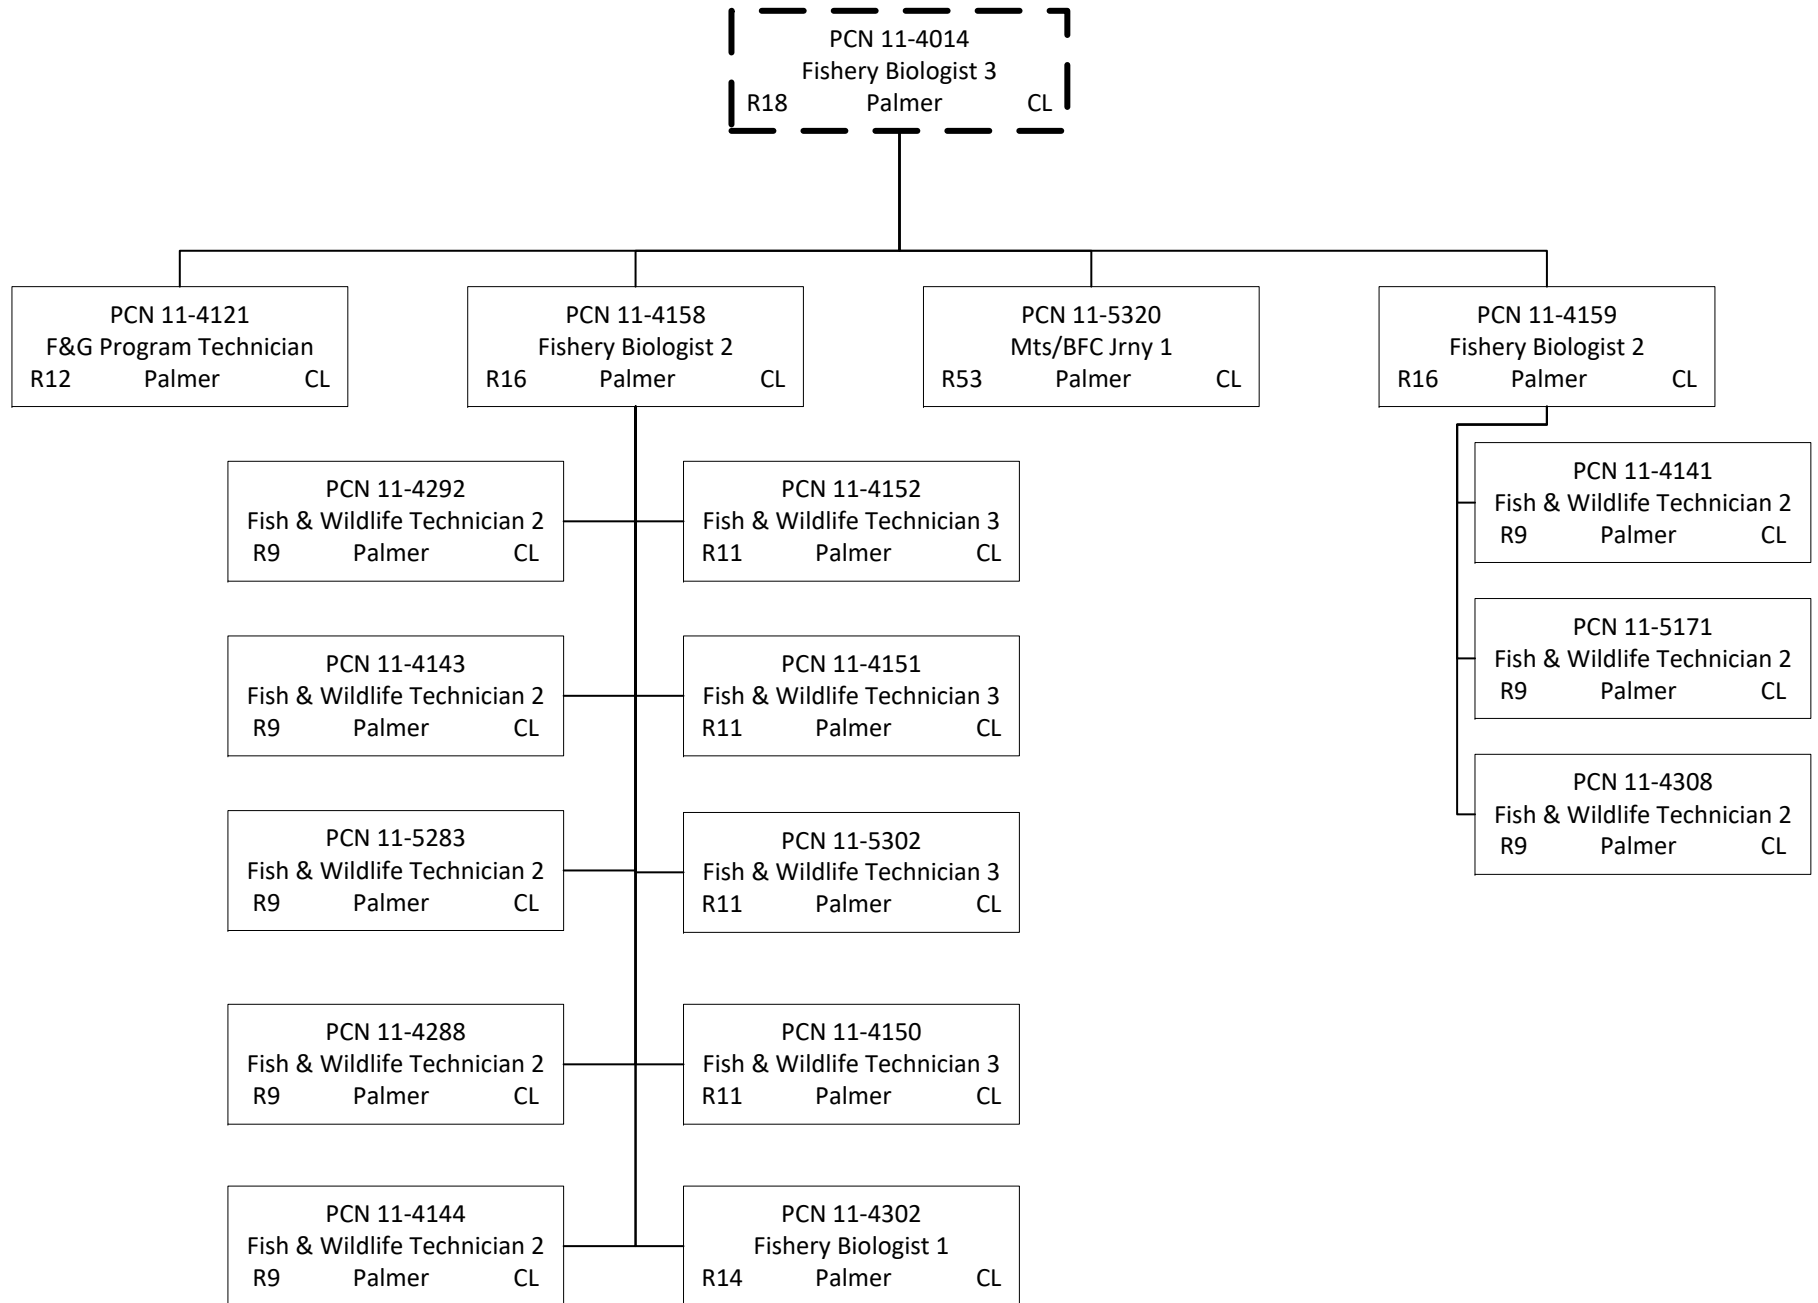 PCN 11-4014
Fishery Biologist 3
R18 Palmer CL
PCN 11-4121
F&G Program Technician
R12 Palmer CL
PCN 11-4158
Fishery Biologist 2
R16 Palmer CL
PCN 11-5320
Mts/BFC Jrny 1
R53 Palmer CL
PCN 11-4159
Fishery Biologist 2
R16 Palmer CL
PCN 11-4292
Fish & Wildlife Technician 2
R9 Palmer CL
PCN 11-4152
Fish & Wildlife Technician 3
R11 Palmer CL
PCN 11-4143
Fish & Wildlife Technician 2
R9 Palmer CL
PCN 11-4151
Fish & Wildlife Technician 3
R11 Palmer CL
PCN 11-5283
Fish & Wildlife Technician 2
R9 Palmer CL
PCN 11-5302
Fish & Wildlife Technician 3
R11 Palmer CL
PCN 11-4288
Fish & Wildlife Technician 2
R9 Palmer CL
PCN 11-4150
Fish & Wildlife Technician 3
R11 Palmer CL
PCN 11-4144
Fish & Wildlife Technician 2
R9 Palmer CL
PCN 11-4302
Fishery Biologist 1
R14 Palmer CL
PCN 11-4141
Fish & Wildlife Technician 2
R9 Palmer CL
PCN 11-5171
Fish & Wildlife Technician 2
R9 Palmer CL
PCN 11-4308
Fish & Wildlife Technician 2
R9 Palmer CL